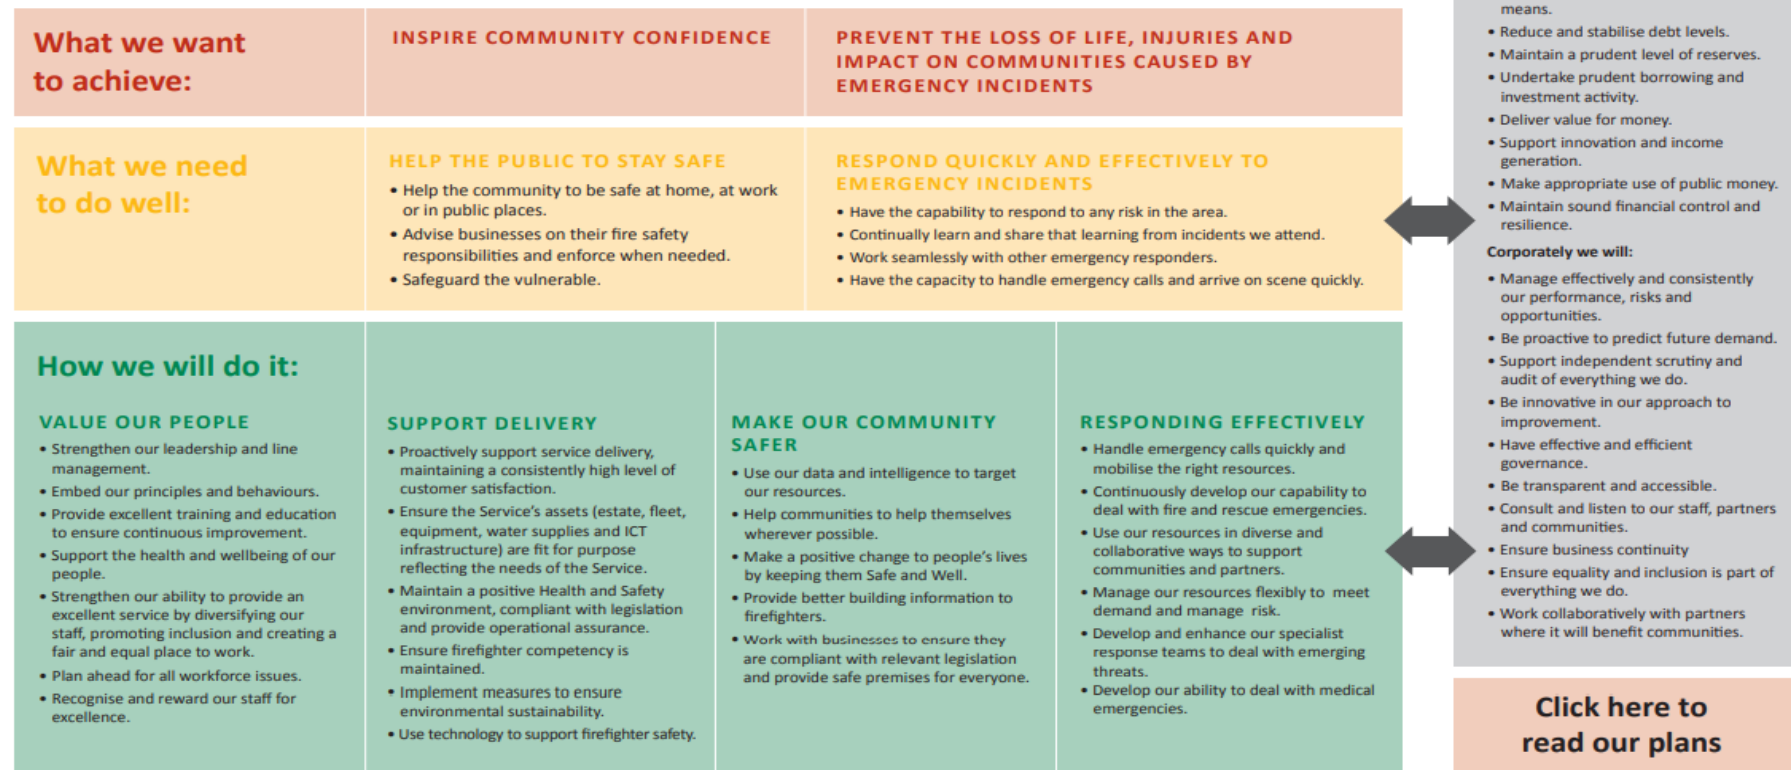 What we want
to achieve:
INSPIRE COMMUNITY CONFIDENCE
PREVENT THE LOSS OF LIFE, INJURIES AND
IMPACT ON COMMUNITIES CAUSED BY
EMERGENCY INCIDENTS
What we need
to do well:
HELP THE PUBLIC TO STAY SAFE
• Help the community to be safe at home, at work
or in public places.
• Advise businesses on their fire safety
responsibilities and enforce when needed.
• Safeguard the vulnerable.
RESPOND QUICKLY AND EFFECTIVELY TO
EMERGENCY INCIDENTS
• Have the capability to respond to any risk in the area.
• Continually learn and share that learning from incidents we attend.
• Work seamlessly with other emergency responders.
• Have the capacity to handle emergency calls and arrive on scene quickly.
How we will do it:
VALUE OUR PEOPLE
• Strengthen our leadership and line
management.
• Embed our principles and behaviours.
• Provide excellent training and education
to ensure continuous improvement.
• Support the health and wellbeing of our
people.
• Strengthen our ability to provide an
excellent service by diversifying our
staff, promoting inclusion and creating a
fair and equal place to work.
• Plan ahead for all workforce issues.
• Recognise and reward our staff for
excellence.
SUPPORT DELIVERY
• Proactively support service delivery,
maintaining a consistently high level of
customer satisfaction.
• Ensure the Service's assets (estate, fleet,
equipment, water supplies and ICT
infrastructure) are fit for purpose
reflecting the needs of the Service.
• Maintain a positive Health and Safety
environment, compliant with legislation
and provide operational assurance.
• Ensure firefighter competency is
maintained.
• Implement measures to ensure
environmental sustainability.
• Use technology to support firefighter safety.
MAKE OUR COMMUNITY
SAFER
• Use our data and intelligence to target
our resources.
• Help communities to help themselves
wherever possible.
• Make a positive change to people's lives
by keeping them Safe and Well.
• Provide better building information to
firefighters.
• Work with businesses to ensure they
are compliant with relevant legislation
and provide safe premises for everyone.
RESPONDING EFFECTIVELY
• Handle emergency calls quickly and
mobilise the right resources.
• Continuously develop our capability to
deal with fire and rescue emergencies.
• Use our resources in diverse and
collaborative ways to support
communities and partners.
• Manage our resources flexibly to meet
demand and manage risk.
• Develop and enhance our specialist
response teams to deal with emerging
threats.
• Develop our ability to deal with medical
emergencies.
means.
• Reduce and stabilise debt levels.
• Maintain a prudent level of reserves.
• Undertake prudent borrowing and
investment activity.
• Deliver value for money.
• Support innovation and income
generation.
• Make appropriate use of public money.
• Maintain sound financial control and
resilience.
Corporately we will:
• Manage effectively and consistently
our performance, risks and
opportunities.
• Be proactive to predict future demand.
• Support independent scrutiny and
audit of everything we do.
• Be innovative in our approach to
improvement.
• Have effective and efficient
governance.
• Be transparent and accessible.
• Consult and listen to our staff, partners
and communities.
• Ensure business continuity
• Ensure equality and inclusion is part of
everything we do.
• Work collaboratively with partners
where it will benefit communities.
Click here to
read our plans